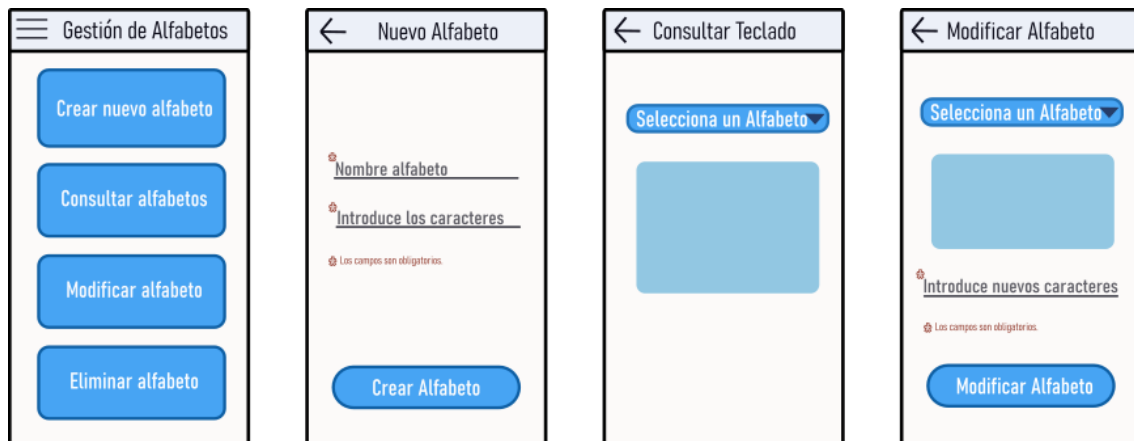 Gestión de Alfabetos
Crear nuevo alfabeto
Consultar alfabetos
Modificar alfabeto
Eliminar alfabeto
Nuevo Alfabeto
Nombre alfabeto
Introduce los caracteres
Los campos son obligatorios.
Crear Alfabeto
Consultar Teclado
Selecciona un Alfabeto
Modificar Alfabeto
Selecciona un Alfabeto
Introduce nuevos caracteres
Los campos son obligatorios.
Modificar Alfabeto